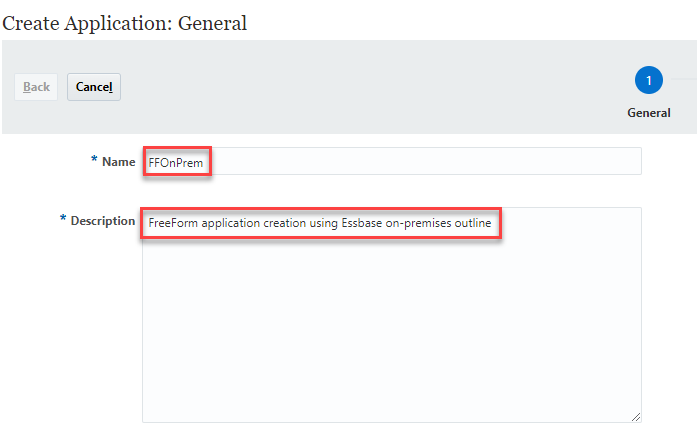 Create Application: General
Back
Cancel
1
General
* Name
FFOnPrem
* Description
FreeForm application creation using Essbase on-premises outline